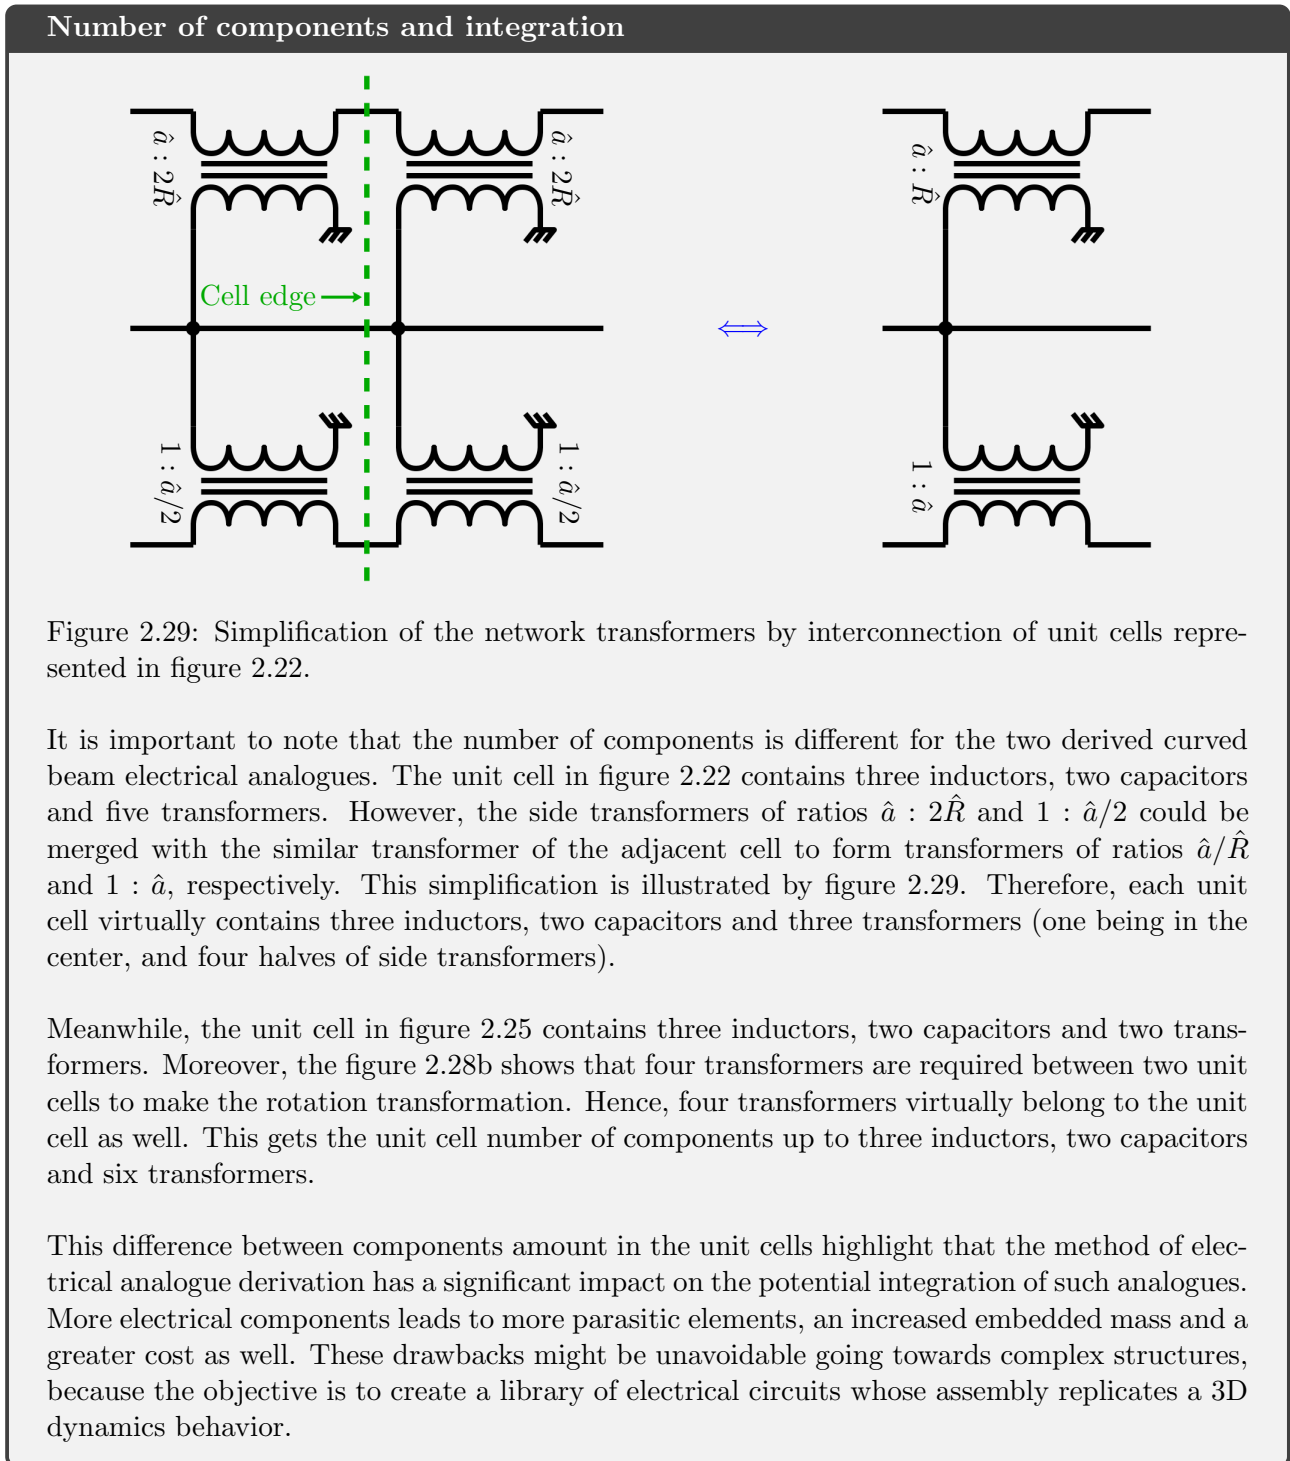 Number of components and integration
â : 2R̂
â : 2R̂
â : R̂
Cell edge
⟺
1 : â/2
1 : â/2
1 : â
Figure 2.29: Simplification of the network transformers by interconnection of unit cells repre-
sented in figure 2.22.
It is important to note that the number of components is different for the two derived curved
beam electrical analogues. The unit cell in figure 2.22 contains three inductors, two capacitors
and five transformers. However, the side transformers of ratios â : 2R̂ and 1 : â/2 could be
merged with the similar transformer of the adjacent cell to form transformers of ratios â/R̂
and 1 : â, respectively. This simplification is illustrated by figure 2.29. Therefore, each unit
cell virtually contains three inductors, two capacitors and three transformers (one being in the
center, and four halves of side transformers).
Meanwhile, the unit cell in figure 2.25 contains three inductors, two capacitors and two trans-
formers. Moreover, the figure 2.28b shows that four transformers are required between two unit
cells to make the rotation transformation. Hence, four transformers virtually belong to the unit
cell as well. This gets the unit cell number of components up to three inductors, two capacitors
and six transformers.
This difference between components amount in the unit cells highlight that the method of elec-
trical analogue derivation has a significant impact on the potential integration of such analogues.
More electrical components leads to more parasitic elements, an increased embedded mass and a
greater cost as well. These drawbacks might be unavoidable going towards complex structures,
because the objective is to create a library of electrical circuits whose assembly replicates a 3D
dynamics behavior.